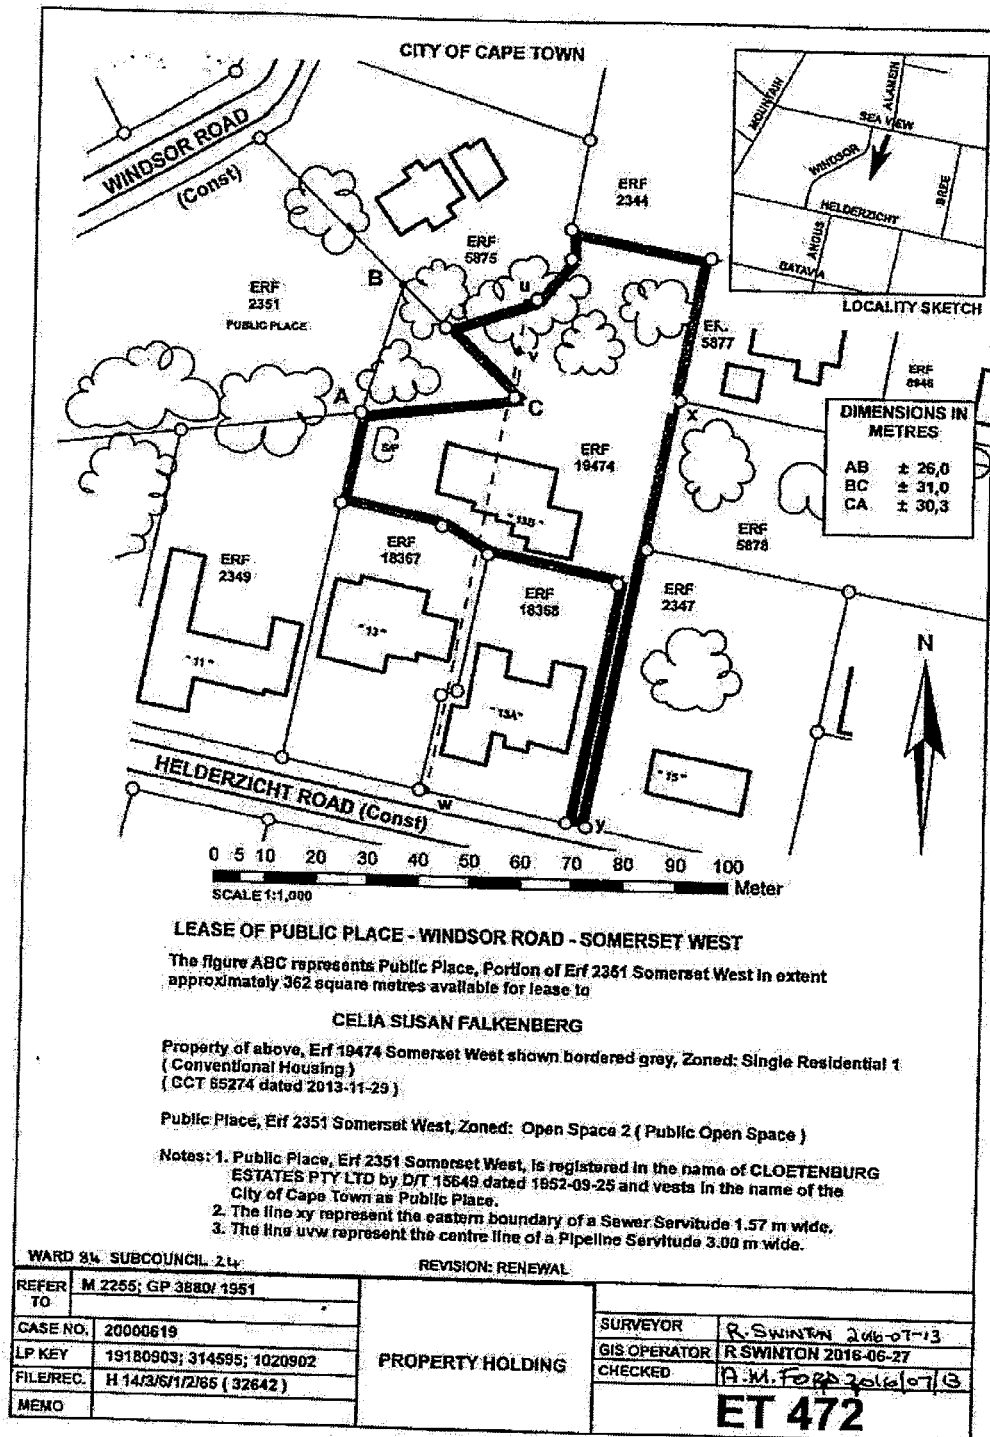 CITY OF CAPE TOWN
WINDSOR ROAD
(Const)
ERF
2344
ERF
5875
ERF
2351
PUBLIC PLACE
B
u
v
A
C
S/P
ERF
19474
"13B"
ERF
5877
x
ERF
5878
ERF
2349
ERF
18367
ERF
18368
ERF
2347
"11"
"13"
"13A"
"15"
HELDERZICHT ROAD (Const)
w
y
N
MOUNTAIN
ALAMEIN
SEA VIEW
WINDSOR
BREE
HELDERZICHT
ANGUS
BATAVIA
LOCALITY SKETCH
ERF
DIMENSIONS IN
METRES
AB ± 26,0
BC ± 31,0
CA ± 30,3
0 5 10 20 30 40 50 60 70 80 90 100
Meter
SCALE 1:1,000
LEASE OF PUBLIC PLACE - WINDSOR ROAD - SOMERSET WEST
The figure ABC represents Public Place, Portion of Erf 2351 Somerset West in extent
approximately 362 square metres available for lease to
CELIA SUSAN FALKENBERG
Property of above, Erf 19474 Somerset West shown bordered grey, Zoned: Single Residential 1
( Conventional Housing )
( CCT 65274 dated 2013-11-29 )
Public Place, Erf 2351 Somerset West, Zoned: Open Space 2 ( Public Open Space )
Notes: 1. Public Place, Erf 2351 Somerset West, is registered in the name of CLOETENBURG
ESTATES PTY LTD by D/T 15649 dated 1952-09-25 and vests in the name of the
City of Cape Town as Public Place.
2. The line xy represent the eastern boundary of a Sewer Servitude 1.57 m wide.
3. The line uvw represent the centre line of a Pipeline Servitude 3.00 m wide.
WARD 84 SUBCOUNCIL 24
REVISION: RENEWAL
REFER TO M 2255; GP 3880/ 1951
CASE NO. 20000619
LP KEY 19180903; 314595; 1020902
FILE/REC. H 14/3/6/1/2/65 ( 32642 )
MEMO
PROPERTY HOLDING
SURVEYOR R. SWINTON 2016-07-13
GIS OPERATOR R SWINTON 2016-06-27
CHECKED A.M. FORD 2016/07/13
ET 472